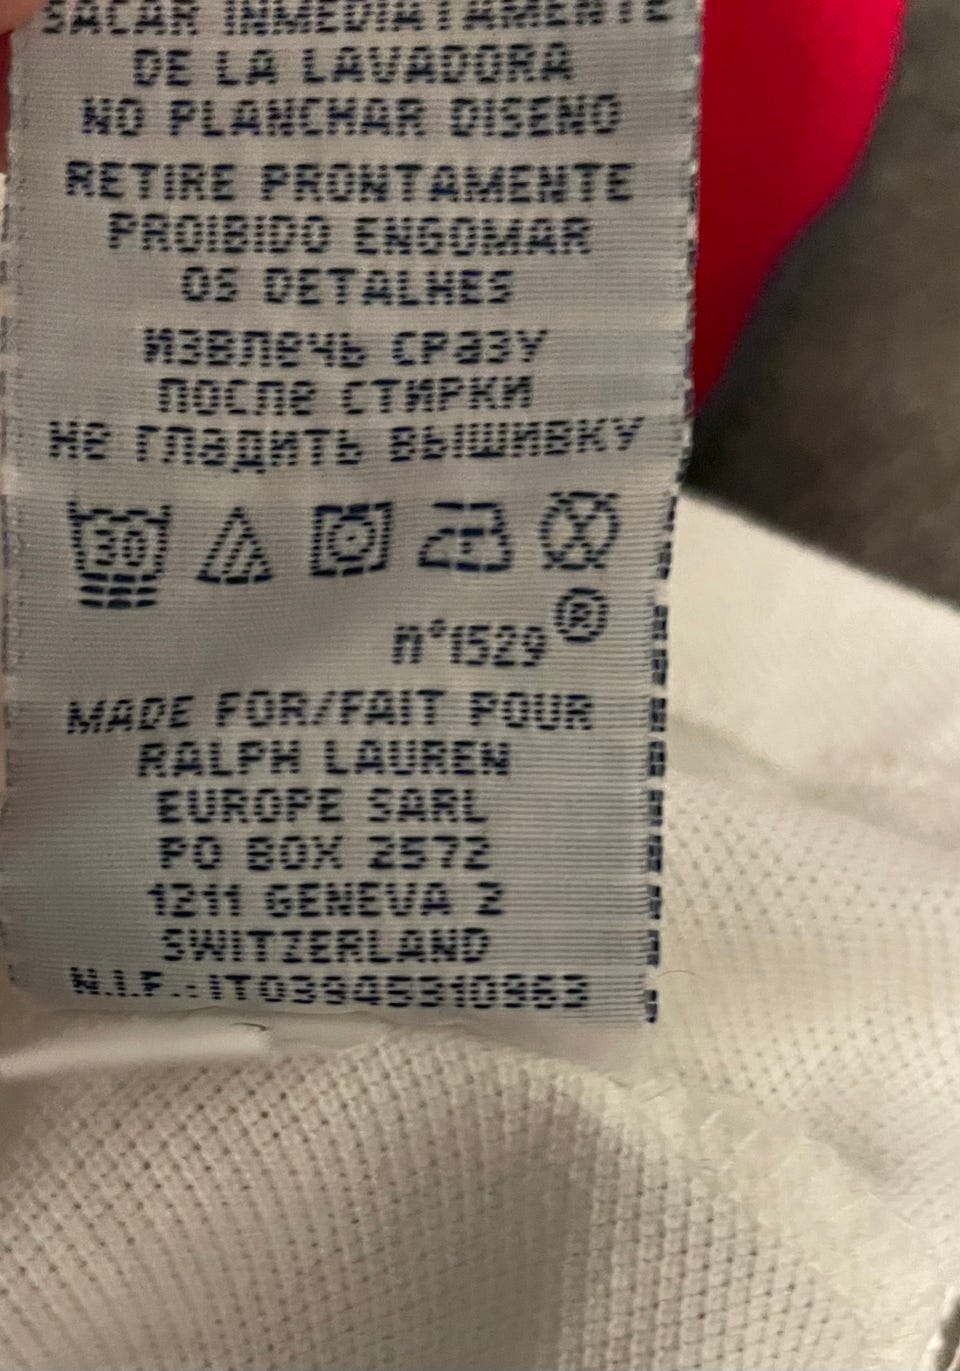 SACAR INMEDIATAMENTE
DE LA LAVADORA
NO PLANCHAR DISENO
RETIRE PRONTAMENTE
PROIBIDO ENGOMAR
OS DETALHES
извлечь сразу
после стирки
не гладить вышивку
30
n°1529®
MADE FOR/FAIT POUR
RALPH LAUREN
EUROPE SARL
PO BOX 2572
1211 GENEVA 2
SWITZERLAND
N.I.F.:IT03945310963